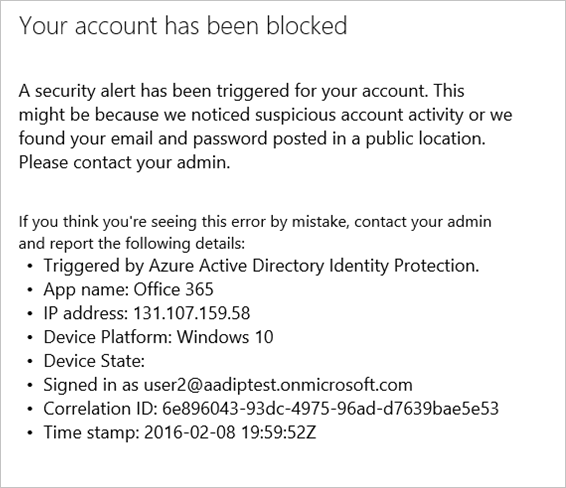 Your account has been blocked
A security alert has been triggered for your account. This
might be because we noticed suspicious account activity or we
found your email and password posted in a public location.
Please contact your admin.
If you think you're seeing this error by mistake, contact your admin
and report the following details:
• Triggered by Azure Active Directory Identity Protection.
• App name: Office 365
• IP address: 131.107.159.58
• Device Platform: Windows 10
• Device State:
• Signed in as user2@aadiptest.onmicrosoft.com
• Correlation ID: 6e896043-93dc-4975-96ad-d7639bae5e53
• Time stamp: 2016-02-08 19:59:52Z